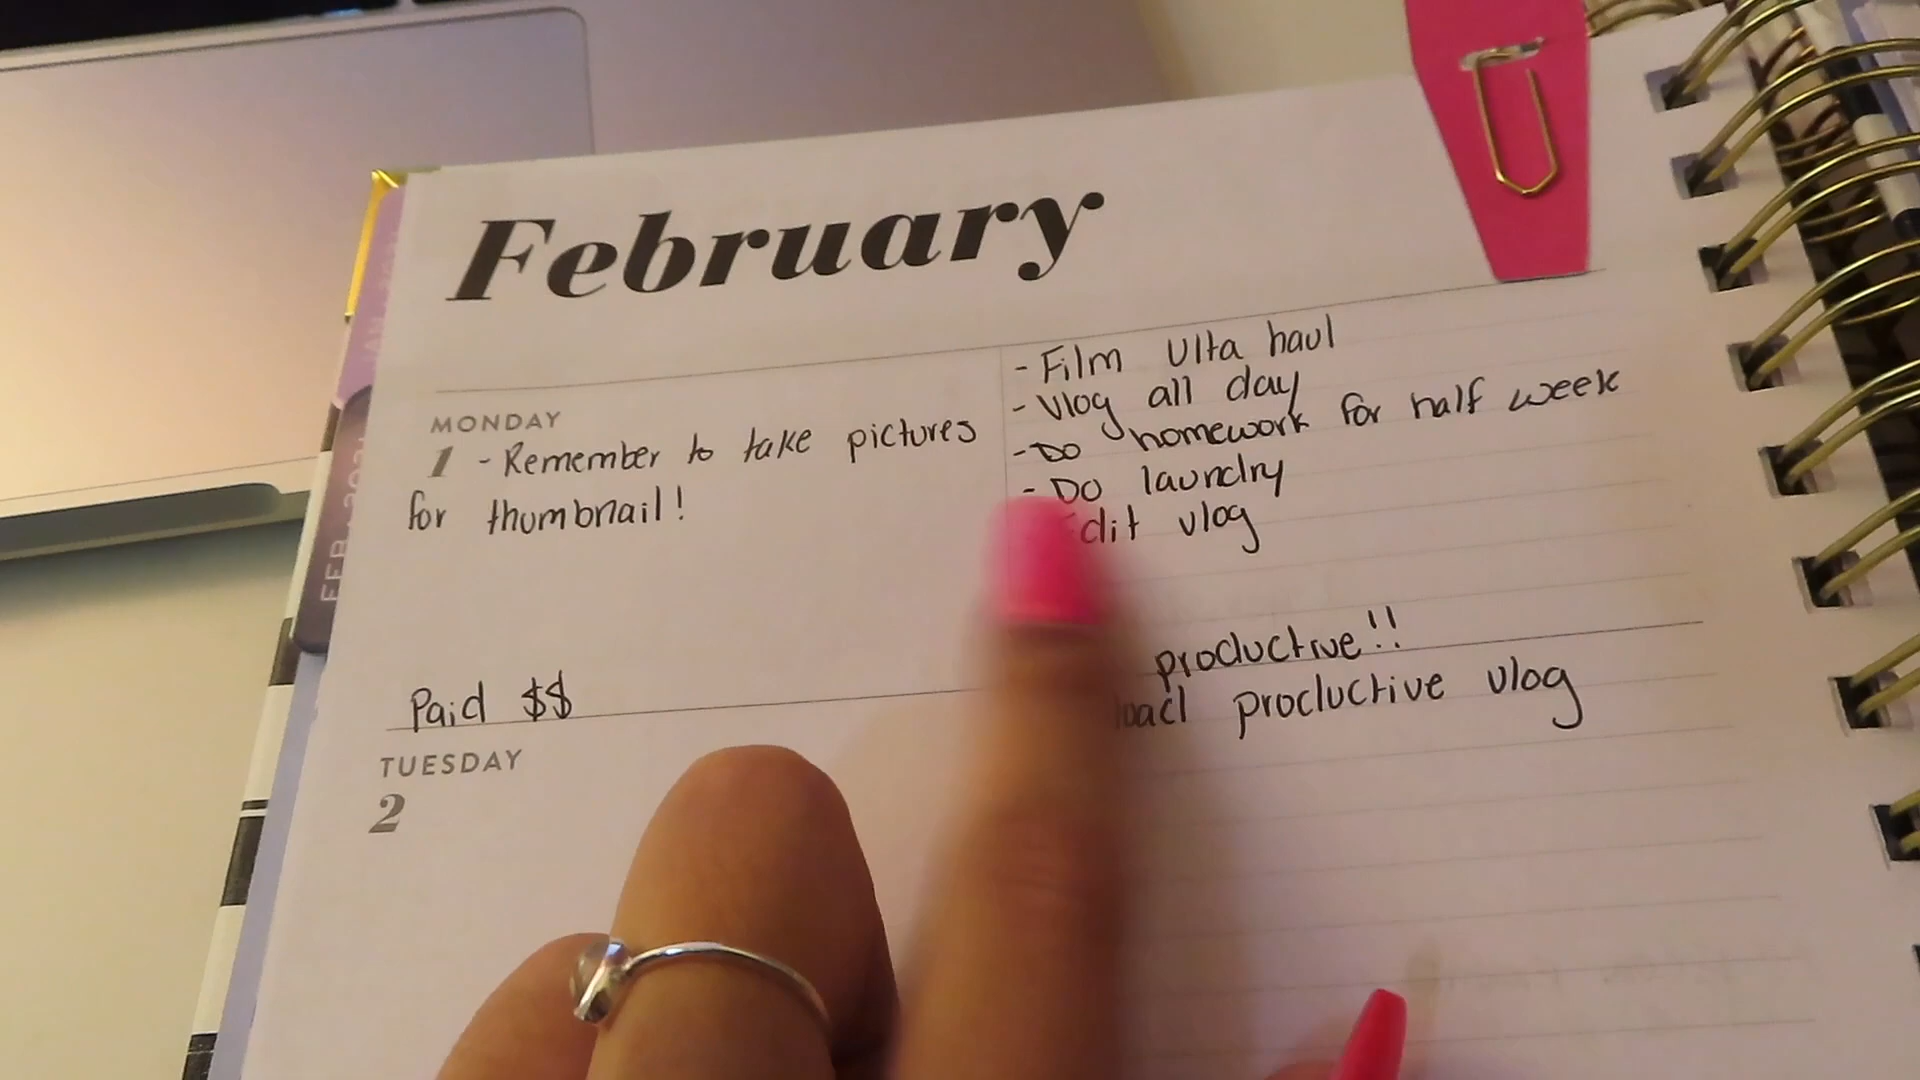 February
MONDAY
1 - Remember to take pictures
for thumbnail!
Paid $$
- Film Ulta haul
- Vlog all day
- Do homework for half week
- Do laundry
Edit vlog
productive!!
productive vlog
TUESDAY
2